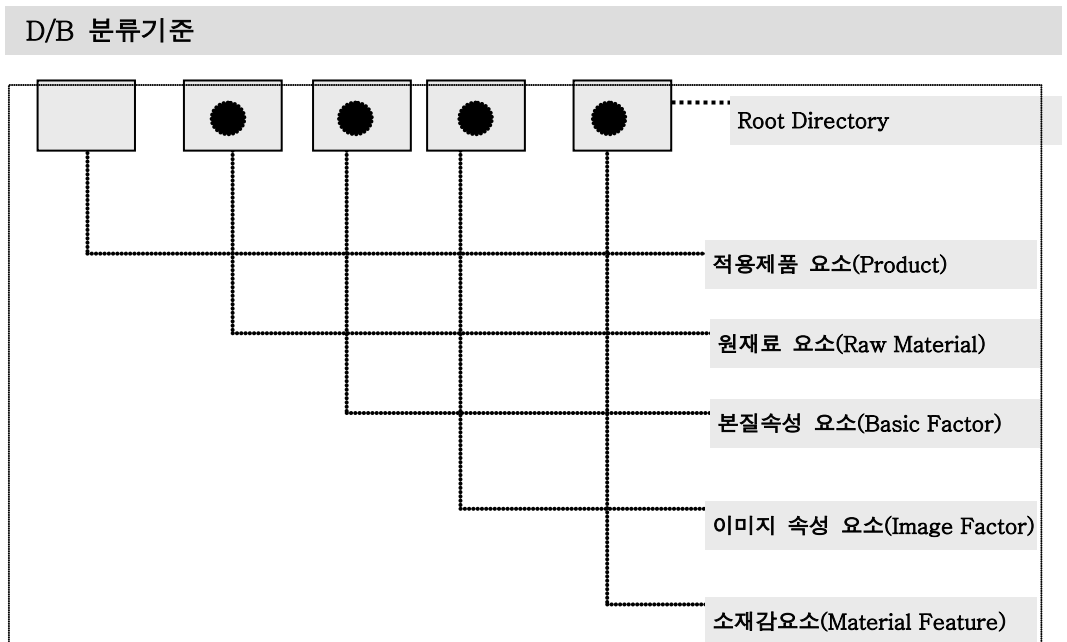 D/B 분류기준
Root Directory
적용제품 요소(Product)
원재료 요소(Raw Material)
본질속성 요소(Basic Factor)
이미지 속성 요소(Image Factor)
소재감요소(Material Feature)